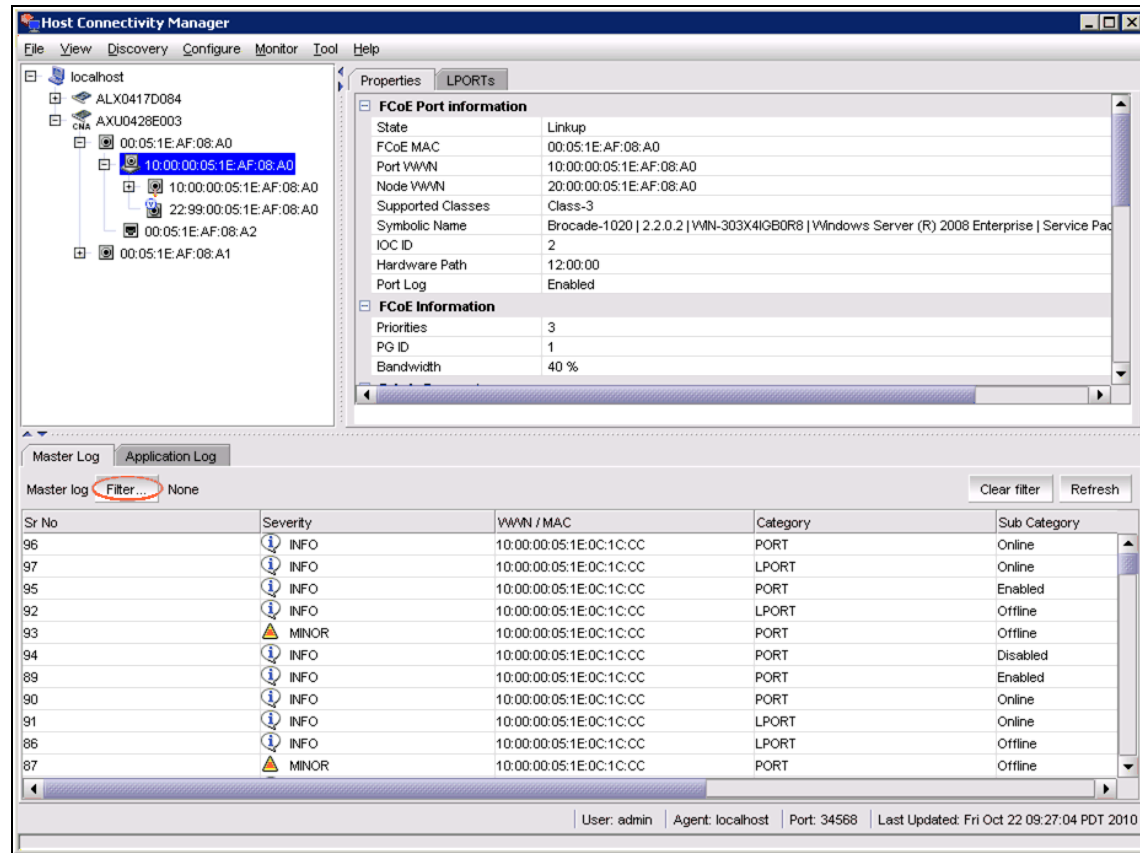 Host Connectivity Manager
File View Discovery Configure Monitor Tool Help
localhost
ALX0417D084
CNA AXU0428E003
00:05:1E:AF:08:A0
10:00:00:05:1E:AF:08:A0
10:00:00:05:1E:AF:08:A0
22:99:00:05:1E:AF:08:A0
00:05:1E:AF:08:A2
00:05:1E:AF:08:A1
Properties LPORTs
FCoE Port information
State Linkup
FCoE MAC 00:05:1E:AF:08:A0
Port WWN 10:00:00:05:1E:AF:08:A0
Node WWN 20:00:00:05:1E:AF:08:A0
Supported Classes Class-3
Symbolic Name Brocade-1020 | 2.2.0.2 | WIN-303X4IGB0R8 | Windows Server (R) 2008 Enterprise | Service Pac
IOC ID 2
Hardware Path 12:00:00
Port Log Enabled
FCoE Information
Priorities 3
PG ID 1
Bandwidth 40 %
Master Log Application Log
Master log Filter... None Clear filter Refresh
Sr No Severity WWN / MAC Category Sub Category
96 INFO 10:00:00:05:1E:0C:1C:CC PORT Online
97 INFO 10:00:00:05:1E:0C:1C:CC LPORT Online
95 INFO 10:00:00:05:1E:0C:1C:CC PORT Enabled
92 INFO 10:00:00:05:1E:0C:1C:CC LPORT Offline
93 MINOR 10:00:00:05:1E:0C:1C:CC PORT Offline
94 INFO 10:00:00:05:1E:0C:1C:CC PORT Disabled
89 INFO 10:00:00:05:1E:0C:1C:CC PORT Enabled
90 INFO 10:00:00:05:1E:0C:1C:CC PORT Online
91 INFO 10:00:00:05:1E:0C:1C:CC LPORT Online
86 INFO 10:00:00:05:1E:0C:1C:CC LPORT Offline
87 MINOR 10:00:00:05:1E:0C:1C:CC PORT Offline
User: admin Agent: localhost Port: 34568 Last Updated: Fri Oct 22 09:27:04 PDT 2010